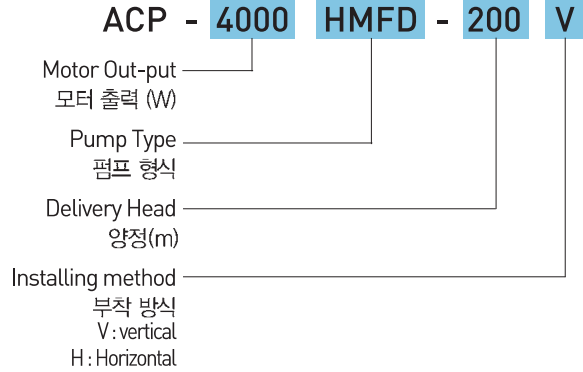 ACP - 4000 HMFD - 200 V
Motor Out-put
모터 출력 (W)
Pump Type
펌프 형식
Delivery Head
양정(m)
Installing method
부착 방식
V : vertical
H : Horizontal